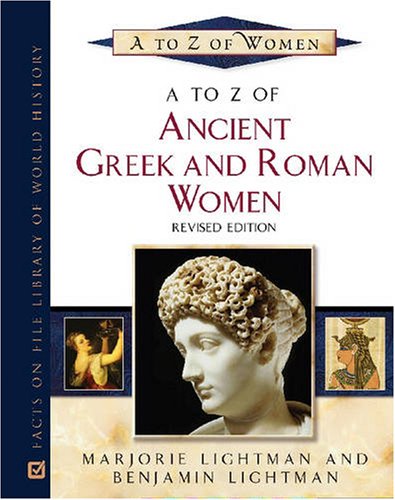 A TO Z OF WOMEN
A TO Z OF
ANCIENT
GREEK AND ROMAN
WOMEN
REVISED EDITION
MARJORIE LIGHTMAN AND
BENJAMIN LIGHTMAN
FACTS ON FILE LIBRARY OF WORLD HISTORY